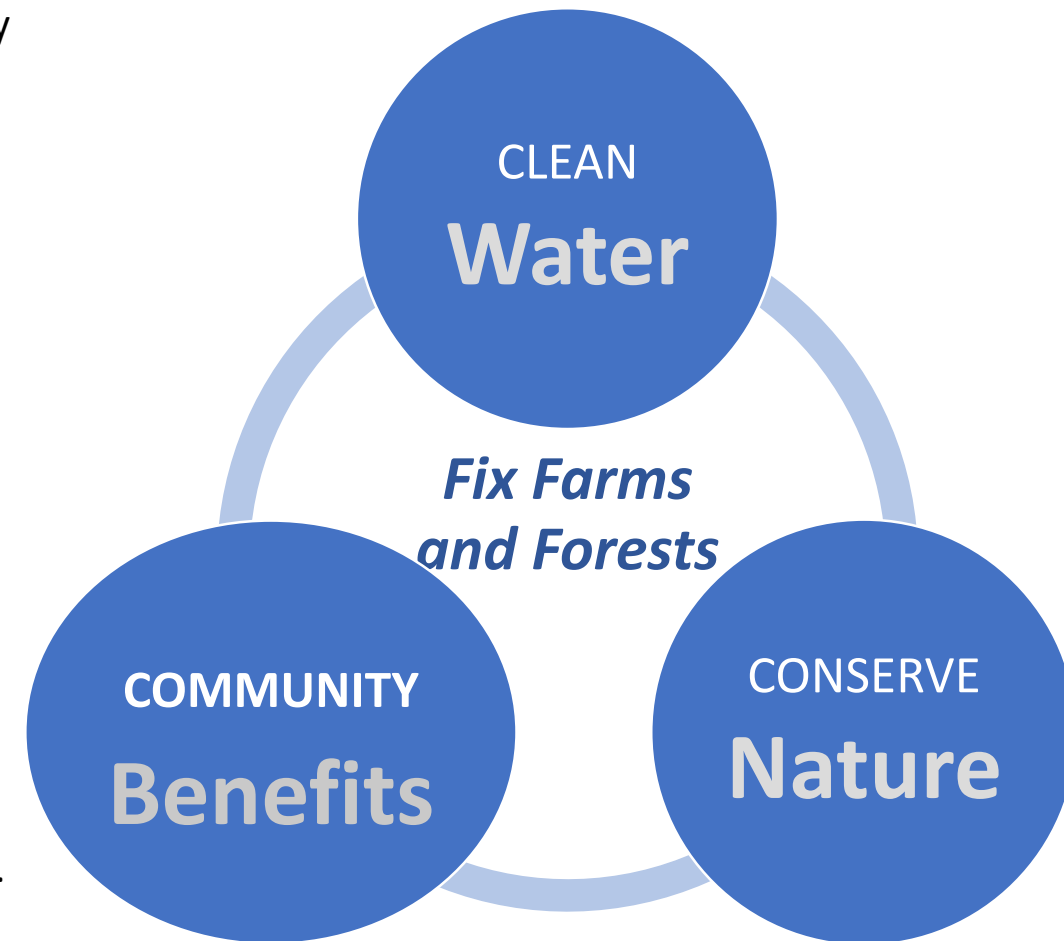 y
CLEAN
Water
Fix Farms
and Forests
COMMUNITY
Benefits
CONSERVE
Nature
.